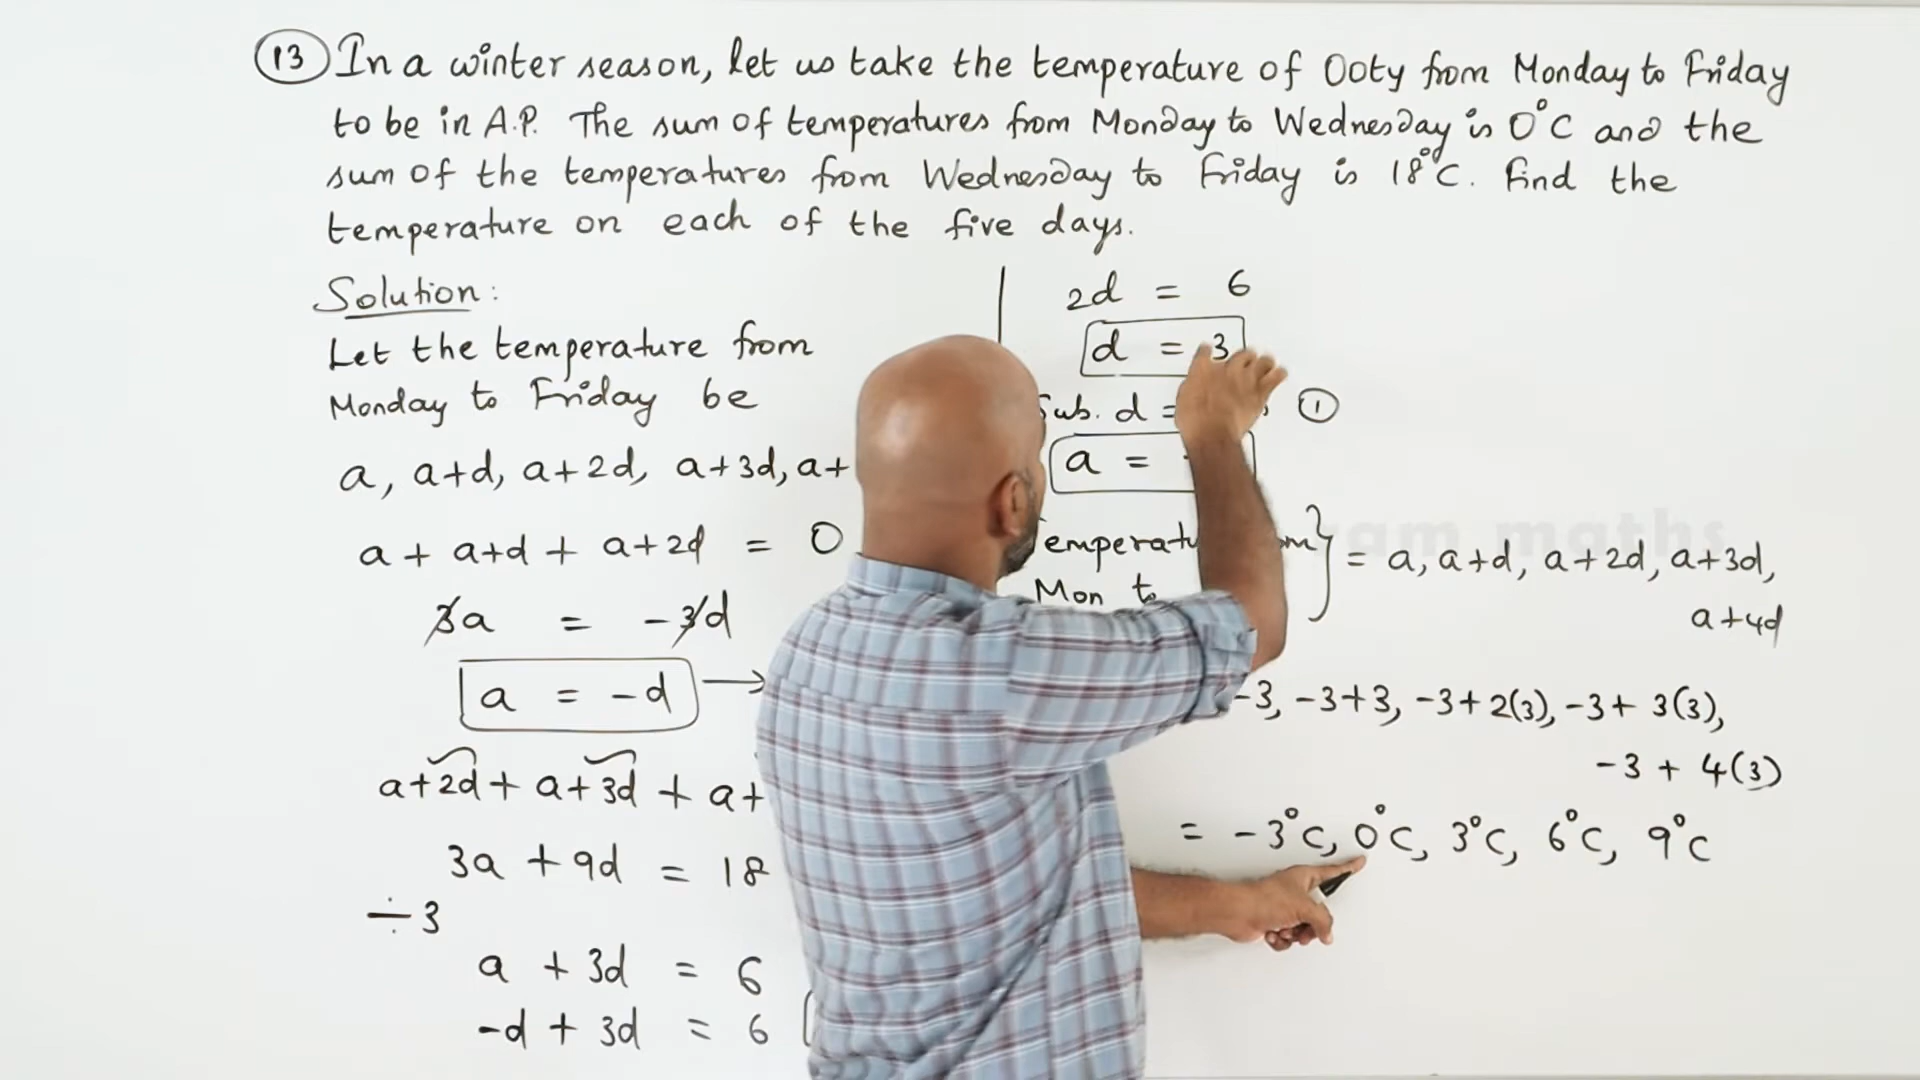 13 In a winter season, let us take the temperature of Ooty from Monday to Friday
to be in A.P. The sum of temperatures from Monday to Wednesday is 0°C and the
sum of the temperatures from Wednesday to Friday is 18°C. Find the
temperature on each of the five days.
Solution:
Let the temperature from
Monday to Friday be
a, a+d, a+2d, a+3d, a+
a + a+d + a+2d = 0
3a = -3d
a = -d →
a+2d + a+3d + a+
3a + 9d = 18
÷3
a + 3d = 6
-d + 3d = 6
2d = 6
d = 3
Sub. d = ①
a =
Mon to
} = a, a+d, a+2d, a+3d,
a+4d
-3, -3+3, -3+2(3), -3+ 3(3),
-3 + 4(3)
= -3°C, 0°C, 3°C, 6°C, 9°C
am maths